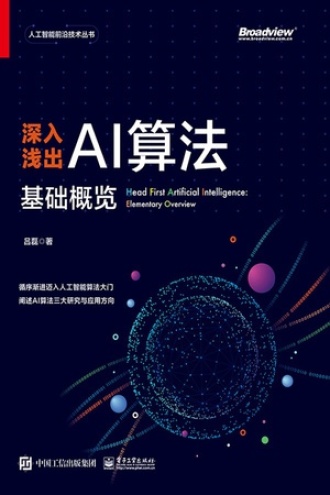 人工智能前沿技术丛书
Broadview®
www.broadview.com.cn
深入浅出 AI算法
基础概览
Head First Artificial Intelligence:
Elementary Overview
吕磊 著
循序渐进迈入人工智能算法大门
阐述AI算法三大研究与应用方向
中国工信出版集团
电子工业出版社